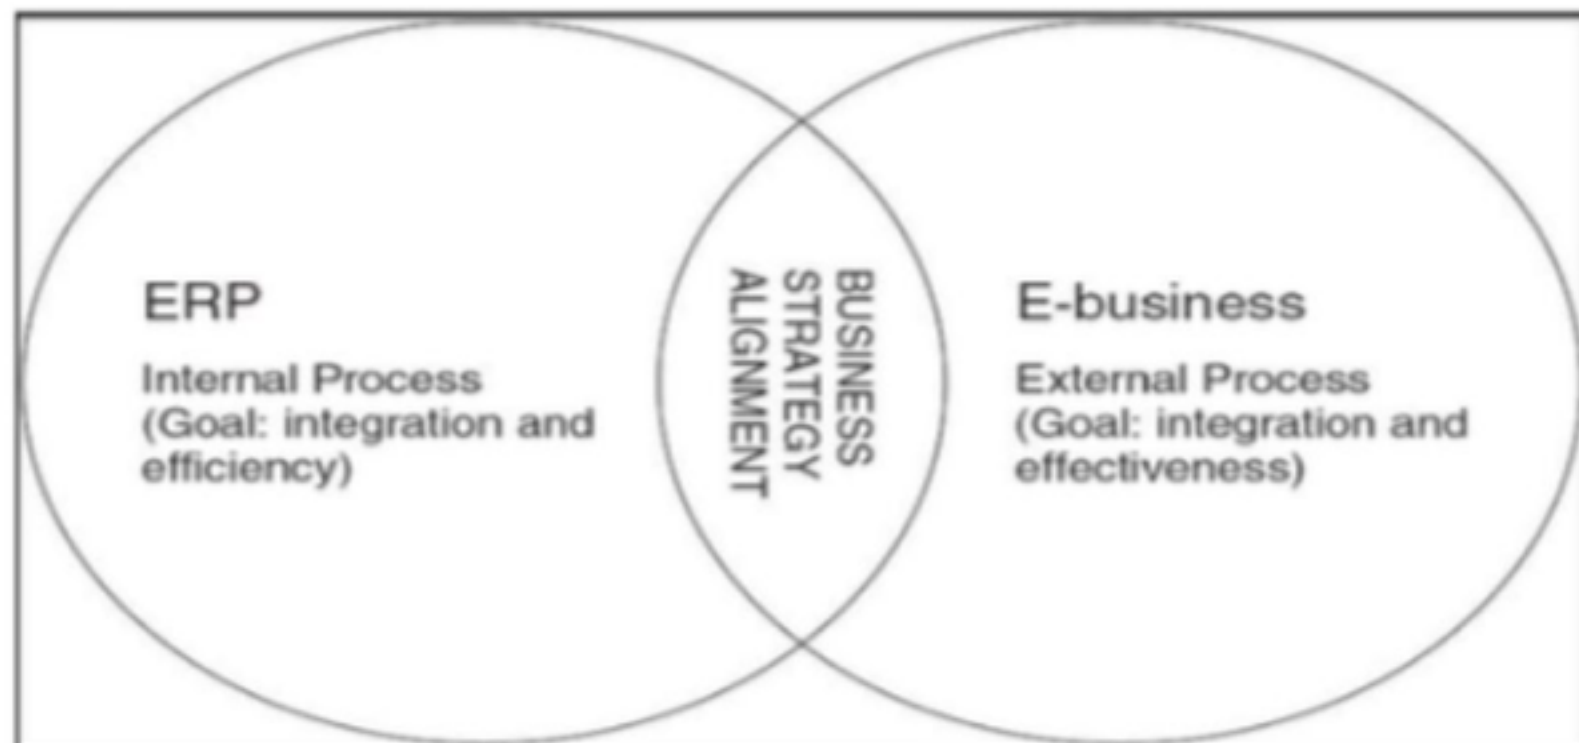 ERP
Internal Process
(Goal: integration and
efficiency)
BUSINESS
STRATEGY
ALIGNMENT
E-business
External Process
(Goal: integration and
effectiveness)